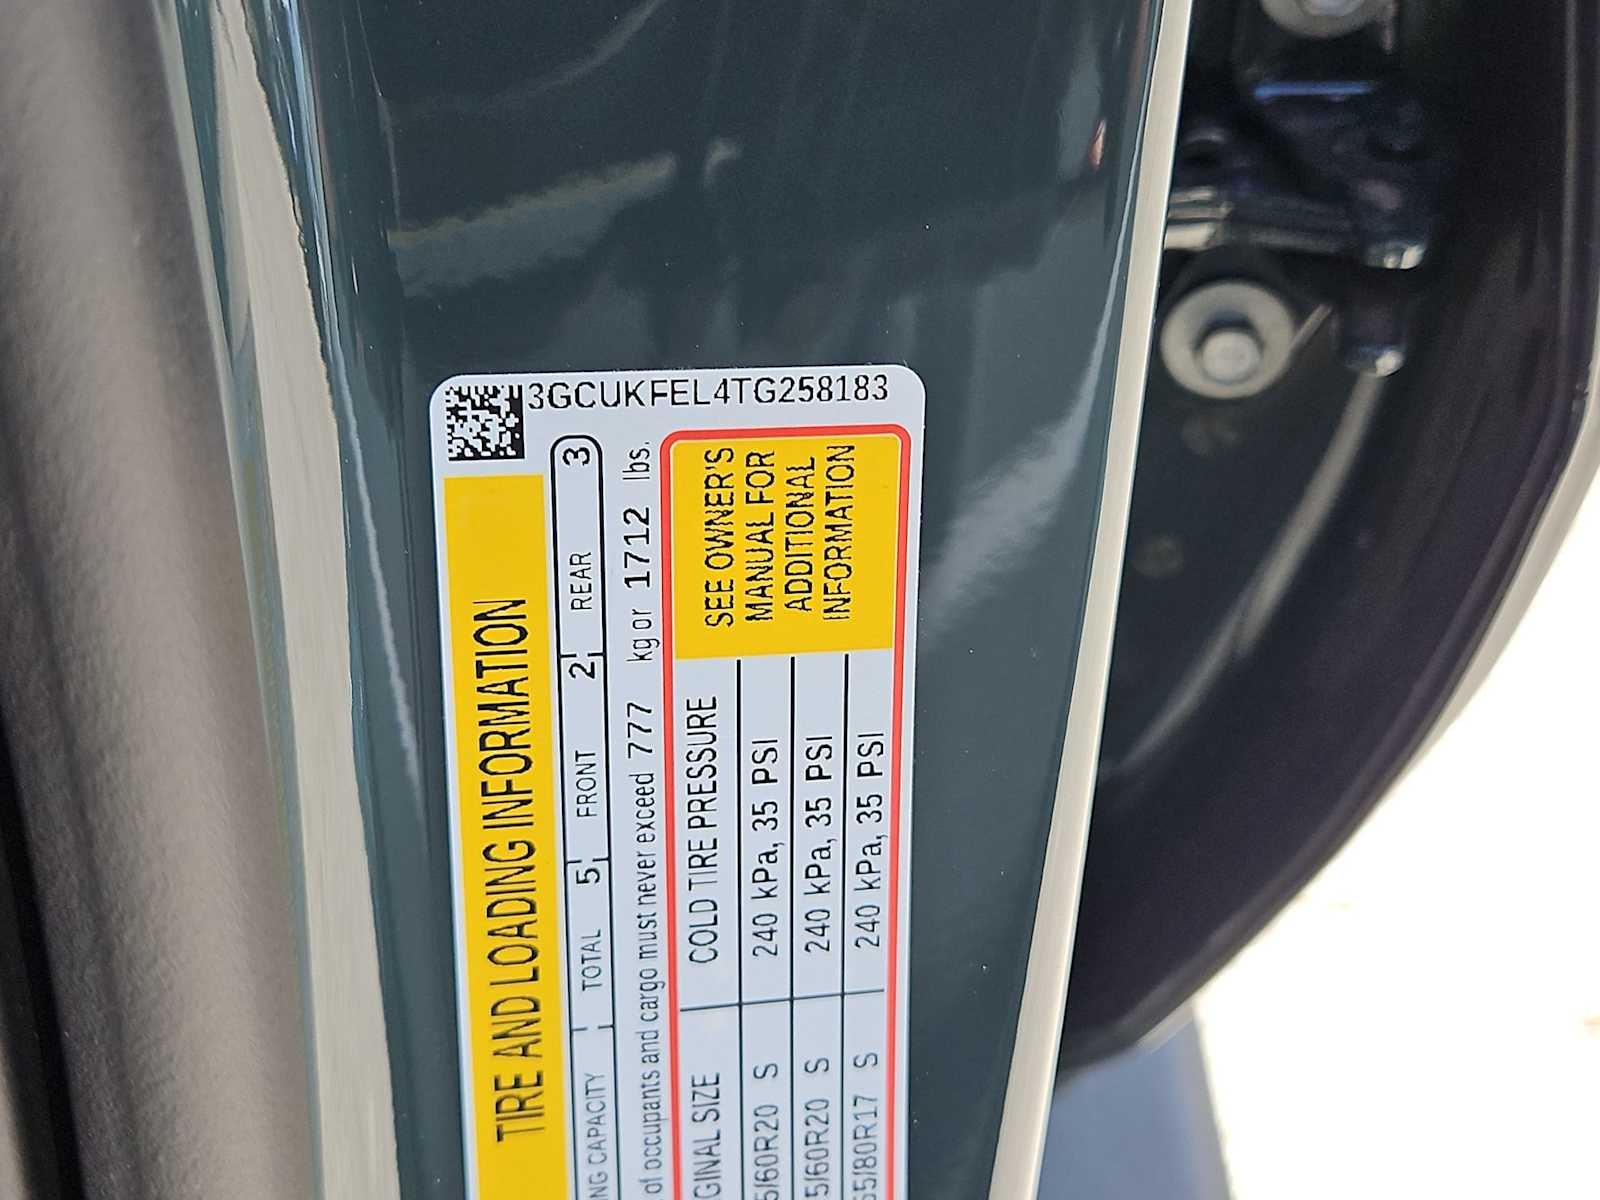 3GCUKFEL4TG258183
TIRE AND LOADING INFORMATION
CAPACITY TOTAL 5 FRONT 2 REAR 3
of occupants and cargo must never exceed 777 kg or 1712 lbs.
SIZE COLD TIRE PRESSURE
S 240 kPa, 35 PSI
S 240 kPa, 35 PSI
S 240 kPa, 35 PSI
SEE OWNER'S
MANUAL FOR
ADDITIONAL
INFORMATION